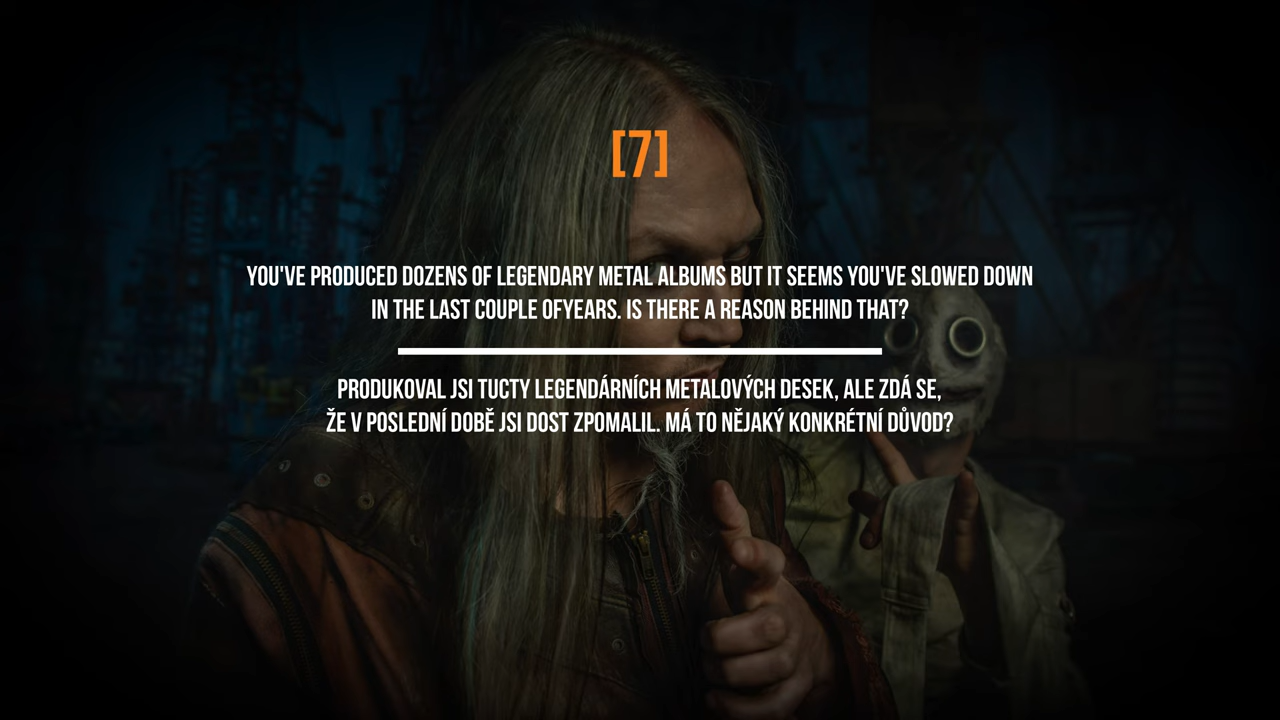 [7]
YOU'VE PRODUCED DOZENS OF LEGENDARY METAL ALBUMS BUT IT SEEMS YOU'VE SLOWED DOWN
IN THE LAST COUPLE OFYEARS. IS THERE A REASON BEHIND THAT?
PRODUKOVAL JSI TUCTY LEGENDÁRNÍCH METALOVÝCH DESEK, ALE ZDÁ SE,
ŽE V POSLEDNÍ DOBĚ JSI DOST ZPOMALIL. MÁ TO NĚJAKÝ KONKRÉTNÍ DŮVOD?